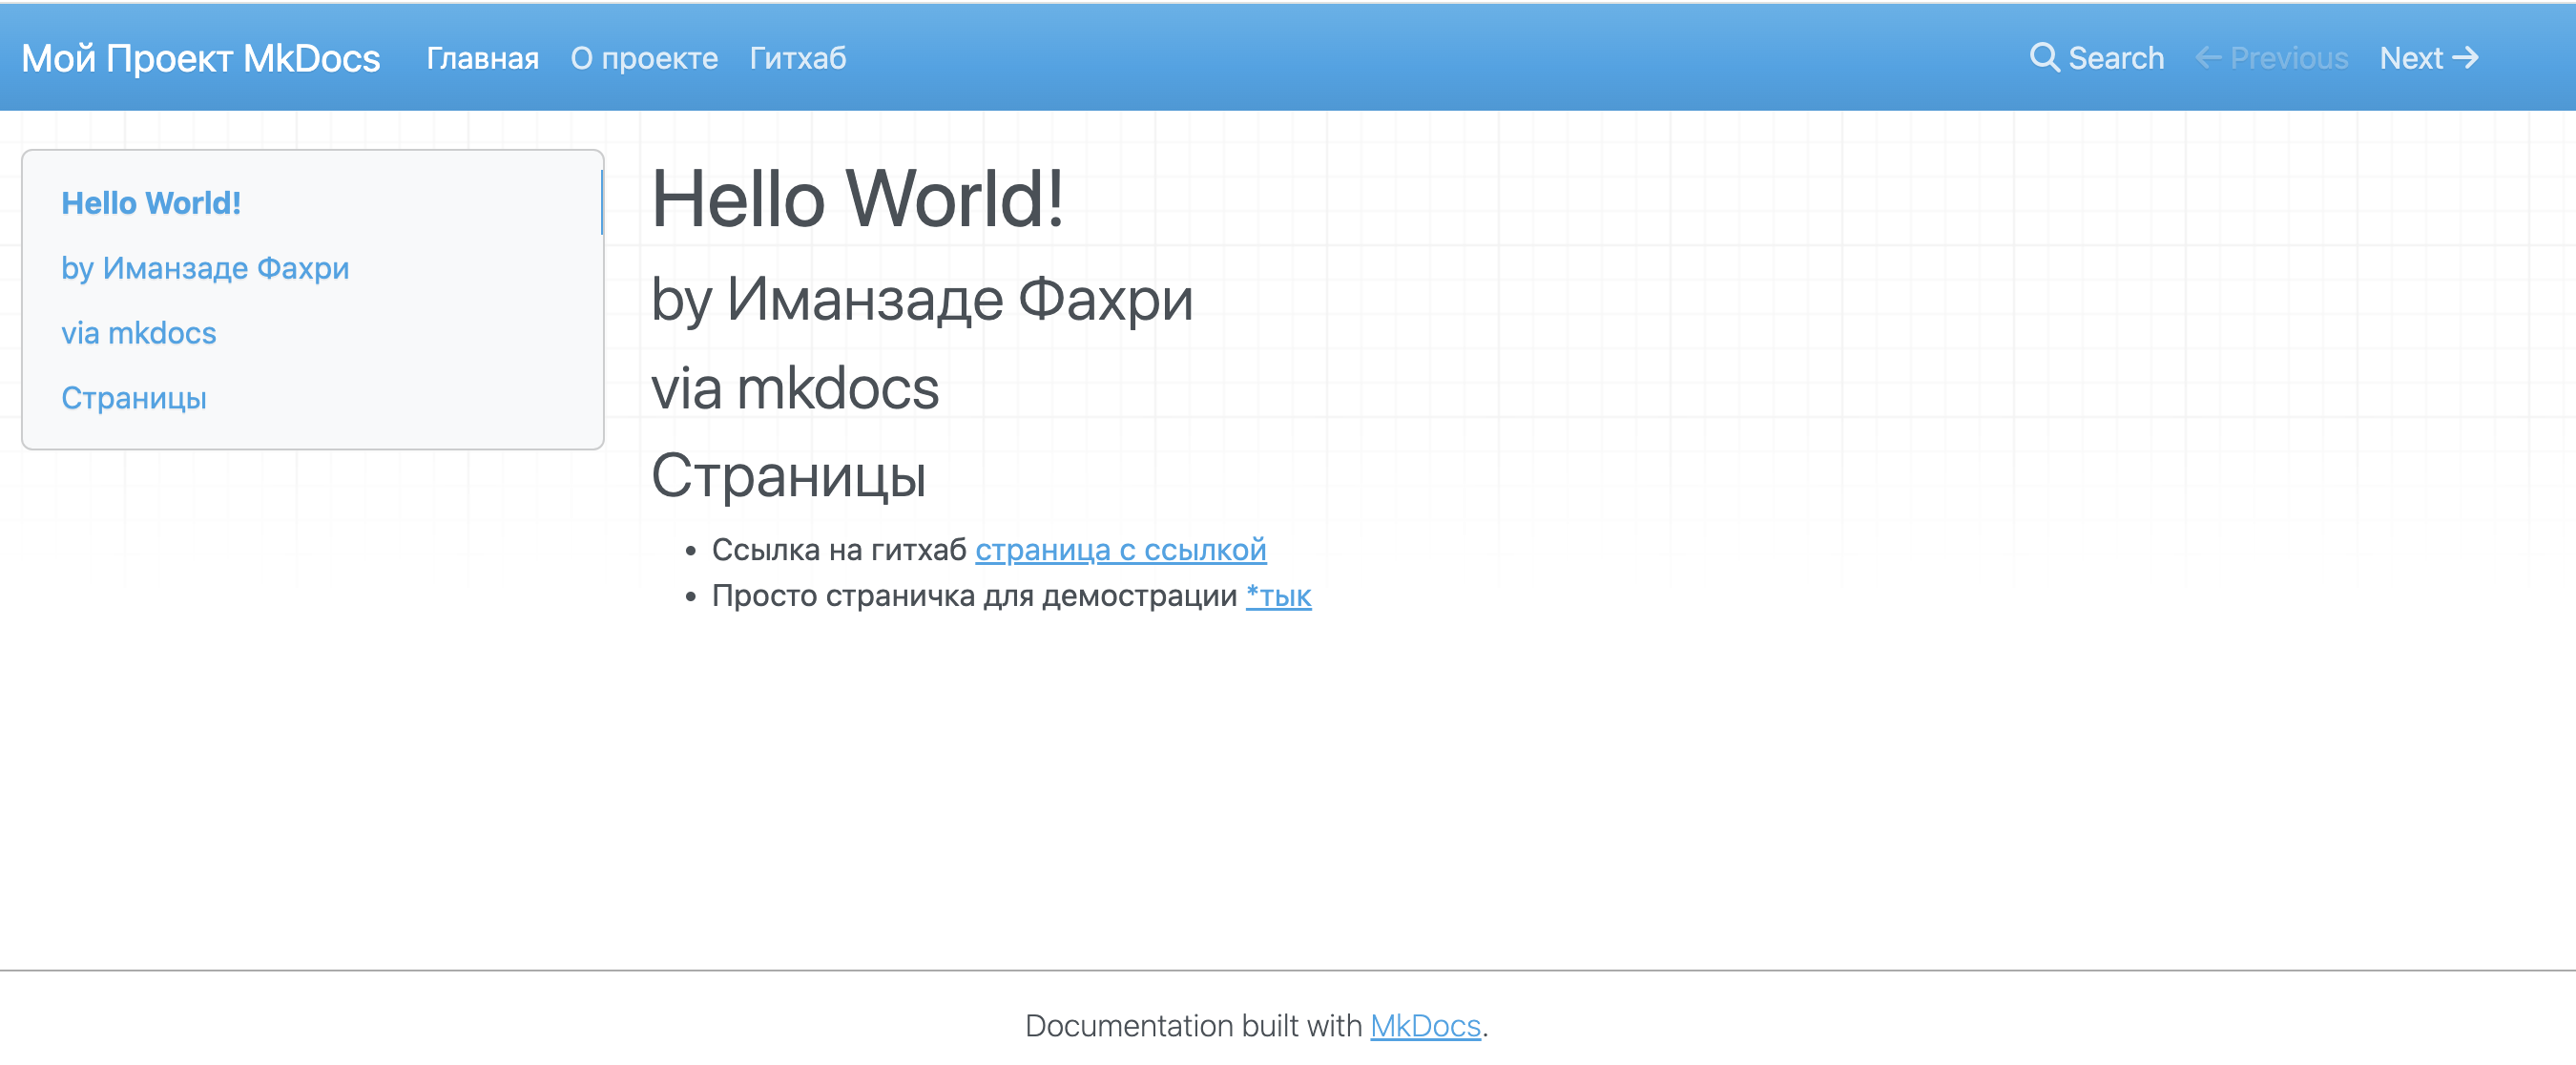 Мой Проект MkDocs Главная О проекте Гитхаб Search Previous Next
Hello World!
by Иманзаде Фахри
via mkdocs
Страницы
Hello World!
by Иманзаде Фахри
via mkdocs
Страницы
Ссылка на гитхаб страница с ссылкой
Просто страничка для демострации *тык
Documentation built with MkDocs.